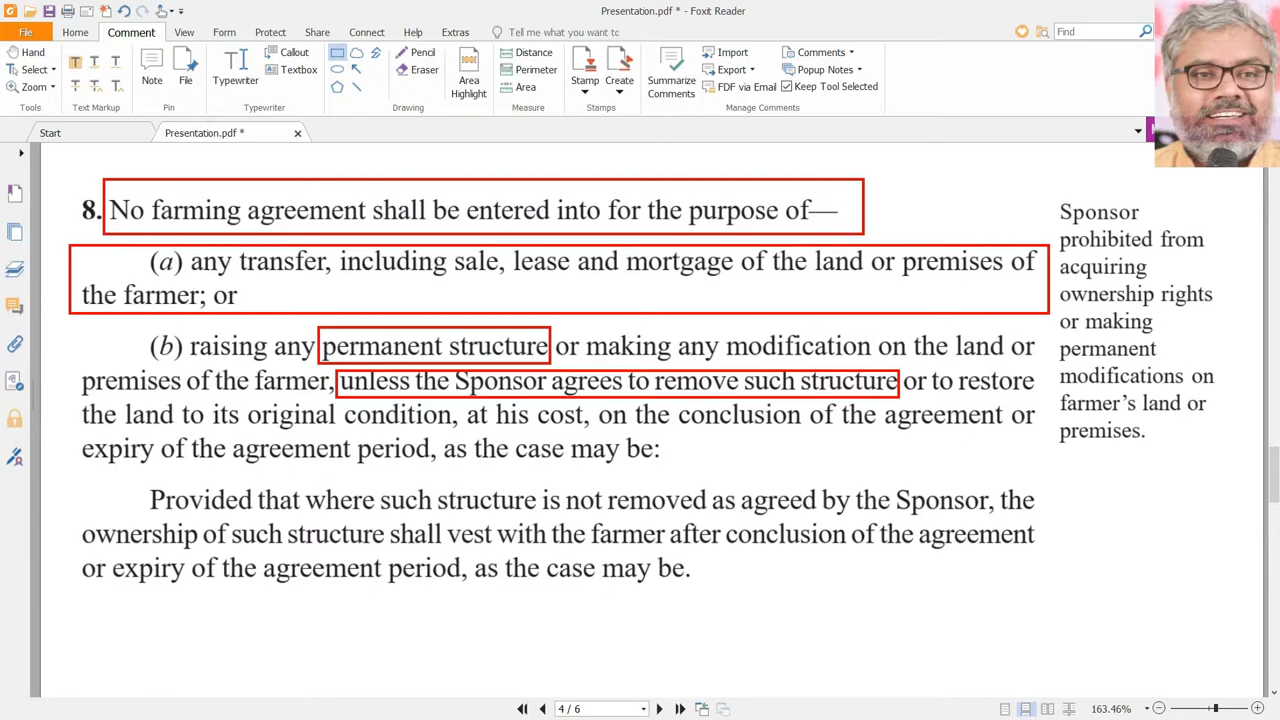 Presentation.pdf * - Foxit Reader
File Home Comment View Form Protect Share Connect Help Extras Tell me what you want to Find
Hand
Select
Zoom
Tools
Text Markup
Note
File
Pin
Typewriter
Callout
Textbox
Typewriter
Pencil
Eraser
Drawing
Area
Highlight
Distance
Perimeter
Area
Measure
Stamp
Create
Stamps
Summarize
Comments
Import
Export
FDF via Email
Comments
Popup Notes
Keep Tool Selected
Manage Comments
Start
Presentation.pdf *
8. No farming agreement shall be entered into for the purpose of—
(a) any transfer, including sale, lease and mortgage of the land or premises of
the farmer; or
(b) raising any permanent structure or making any modification on the land or
premises of the farmer, unless the Sponsor agrees to remove such structure or to restore
the land to its original condition, at his cost, on the conclusion of the agreement or
expiry of the agreement period, as the case may be:
Provided that where such structure is not removed as agreed by the Sponsor, the
ownership of such structure shall vest with the farmer after conclusion of the agreement
or expiry of the agreement period, as the case may be.
Sponsor
prohibited from
acquiring
ownership rights
or making
permanent
modifications on
farmer’s land or
premises.
4 / 6
163.46%